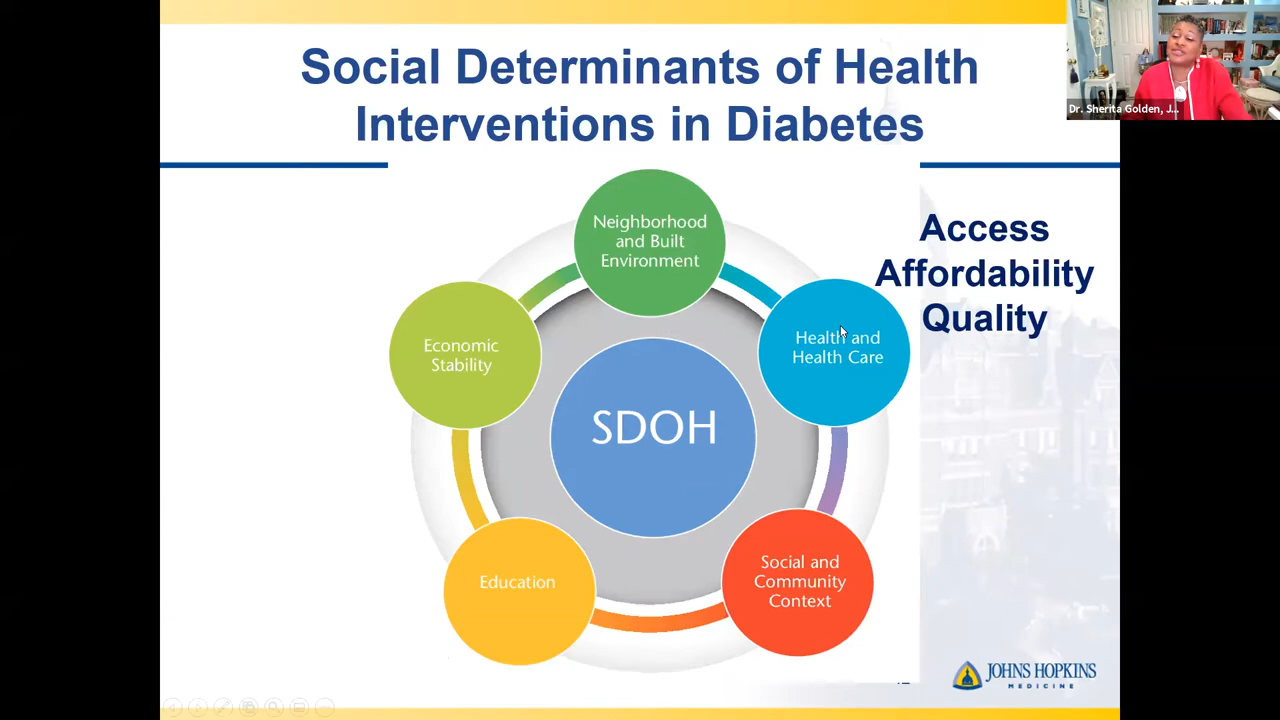 Social Determinants of Health
Interventions in Diabetes
Dr. Sherita Golden, J...
Neighborhood
and Built
Environment
Access
Affordability
Quality
Health and
Health Care
Economic
Stability
SDOH
Education
Social and
Community
Context
JOHNS HOPKINS
MEDICINE